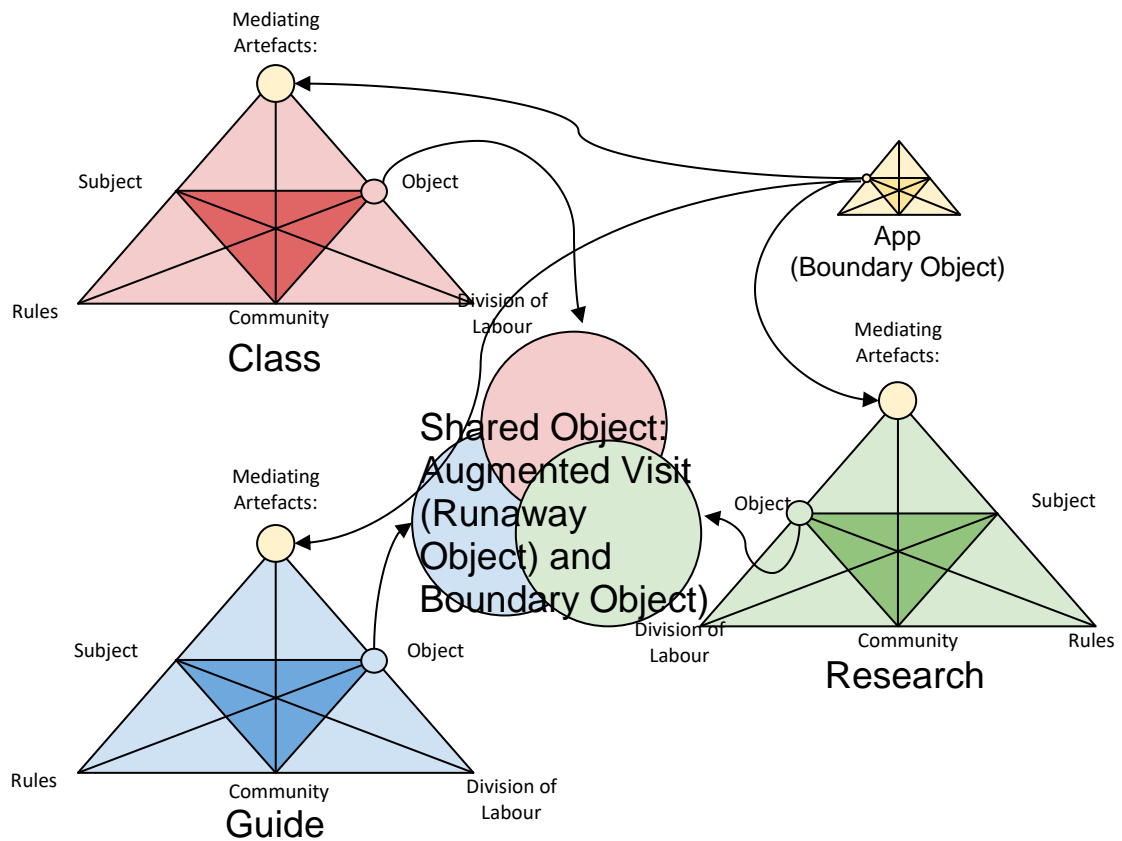 Mediating
Artefacts:
Subject
Object
Rules
Community
Division of
Labour
Class
App
(Boundary Object)
Mediating
Artefacts:
Object
Subject
Division of
Labour
Community
Rules
Research
Shared Object:
Augmented Visit
(Runaway
Object) and
Boundary Object)
Mediating
Artefacts:
Subject
Object
Rules
Community
Division of
Labour
Guide